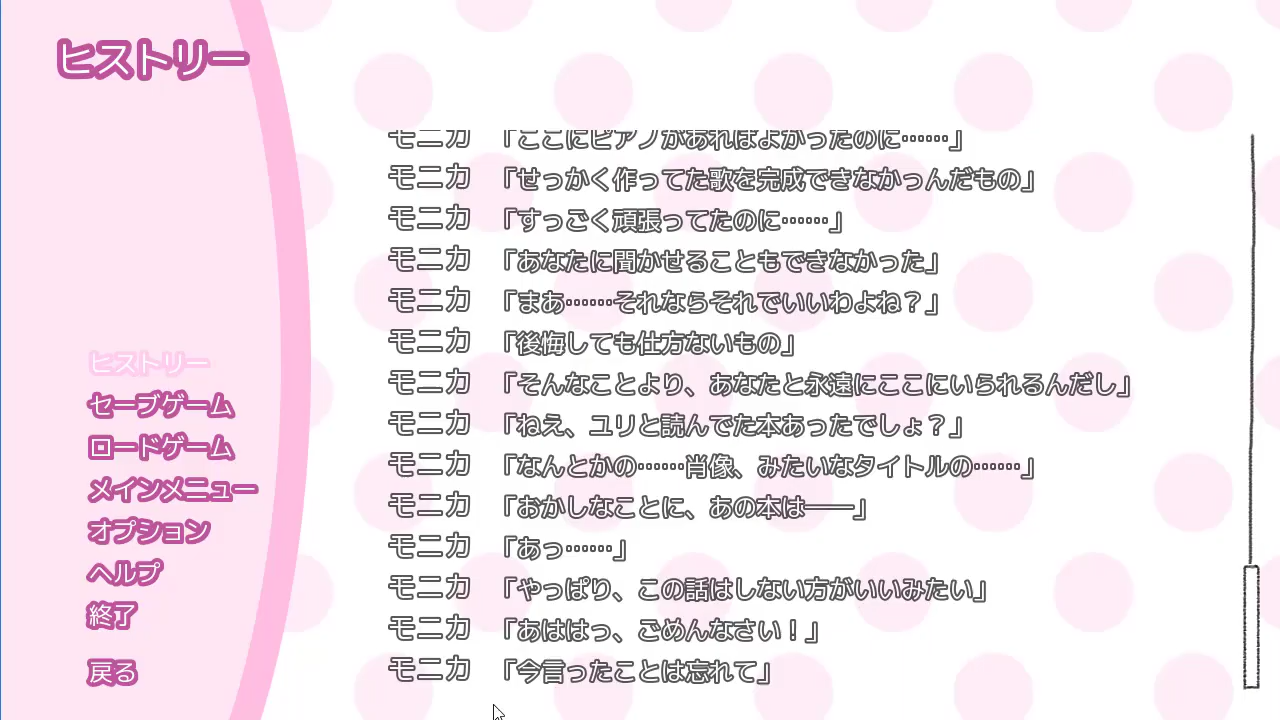 ヒストリー
モニカ 「ここにピアノがあればよかったのに……」
モニカ 「せっかく作ってた歌を完成できなかっんだもの」
モニカ 「すっごく頑張ってたのに……」
モニカ 「あなたに聞かせることもできなかった」
モニカ 「まあ……それならそれでいいわよね？」
モニカ 「後悔しても仕方ないもの」
モニカ 「そんなことより、あなたと永遠にここにいられるんだし」
モニカ 「ねえ、ユリと読んでた本あったでしょ？」
モニカ 「なんとかの……肖像、みたいなタイトルの……」
モニカ 「おかしなことに、あの本は――」
モニカ 「あっ……」
モニカ 「やっぱり、この話はしない方がいいみたい」
モニカ 「あははっ、ごめんなさい！」
モニカ 「今言ったことは忘れて」
ヒストリー
セーブゲーム
ロードゲーム
メインメニュー
オプション
ヘルプ
終了
戻る